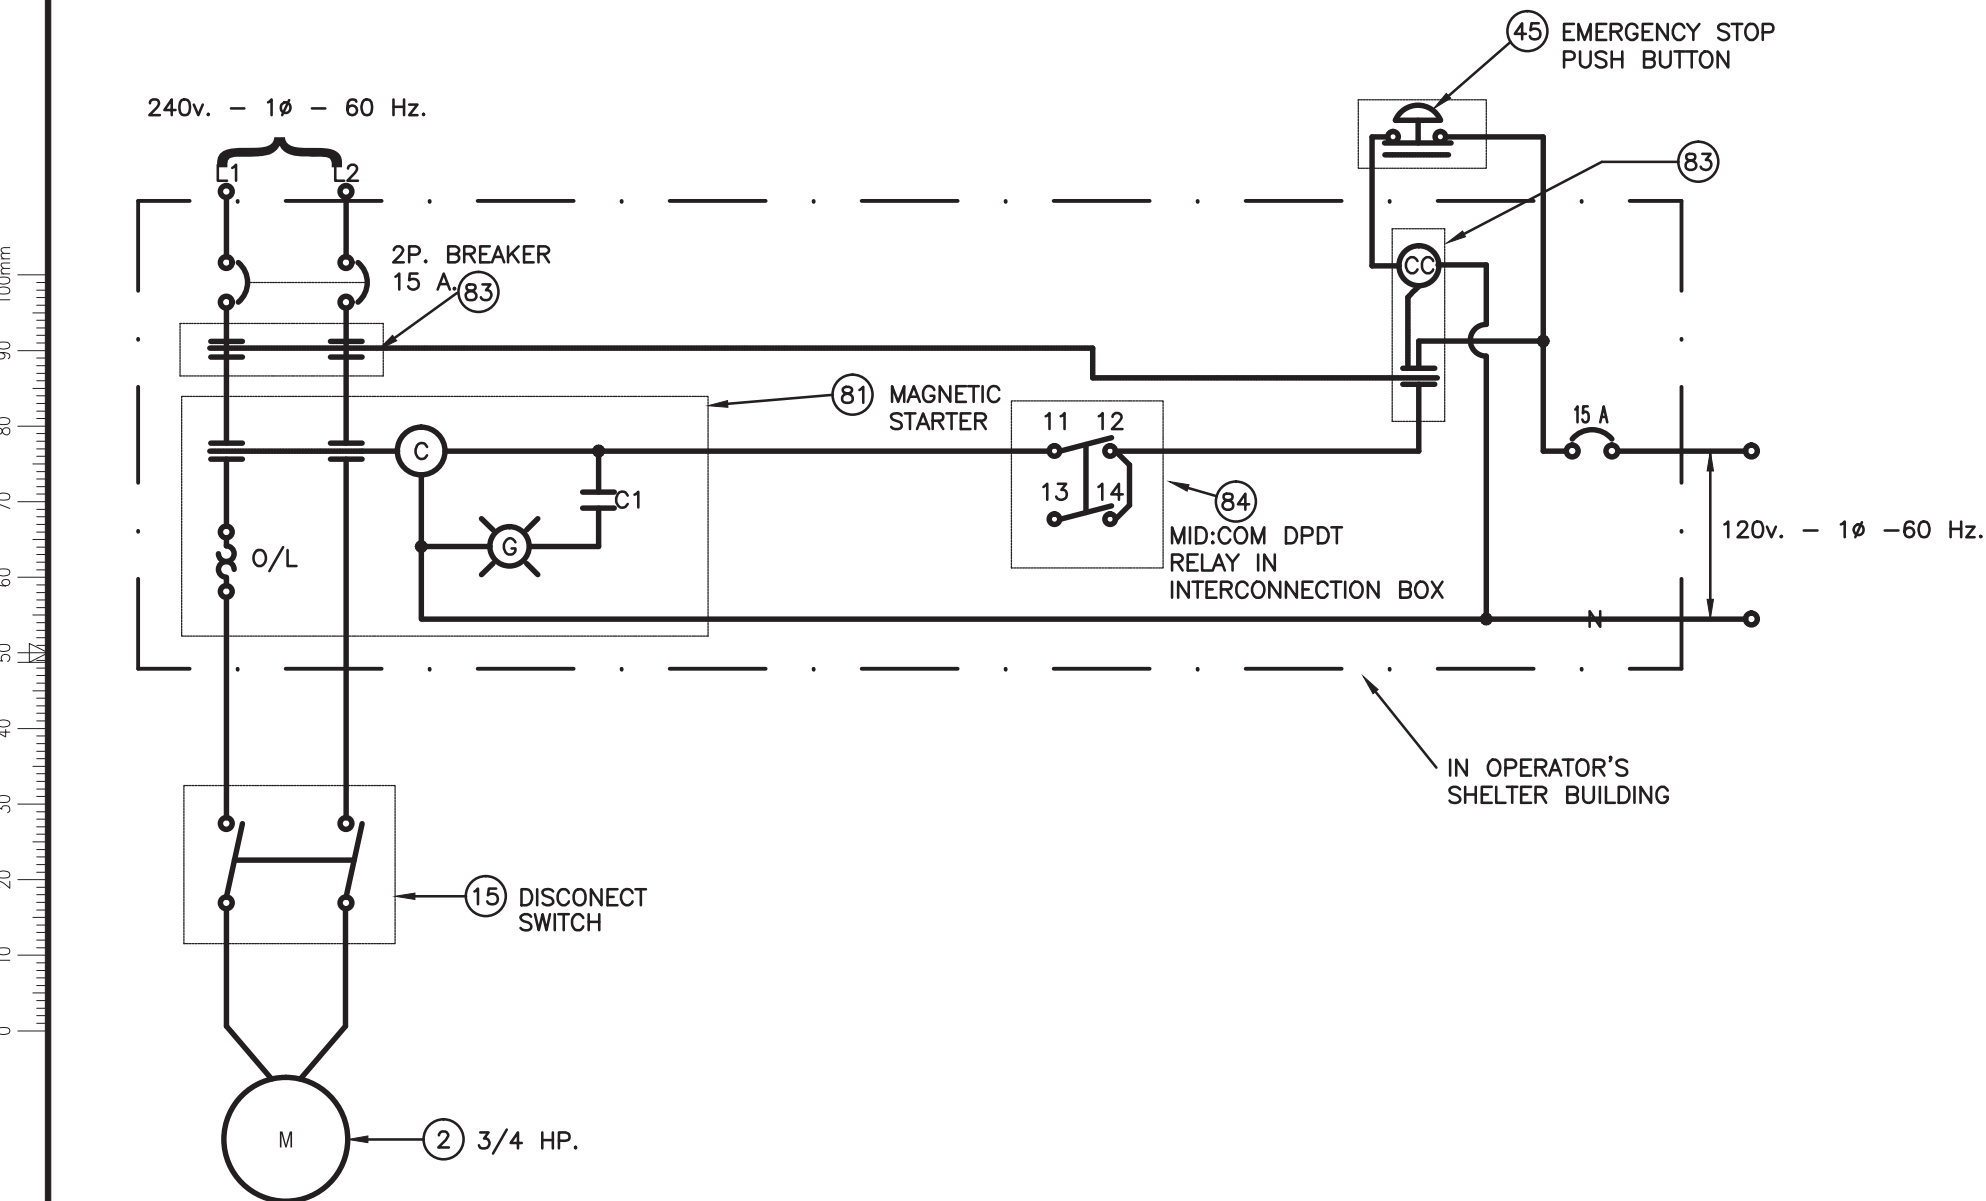 45 EMERGENCY STOP
PUSH BUTTON
240v. - 1ø - 60 Hz.
L1 L2
83
2P. BREAKER
15 A.
83
CC
81 MAGNETIC
STARTER
C
C1
G
O/L
11 12
13 14
84
MID:COM DPDT
RELAY IN
INTERCONNECTION BOX
15 A
120v. - 1ø -60 Hz.
N
IN OPERATOR'S
SHELTER BUILDING
15 DISCONECT
SWITCH
M
2 3/4 HP.
100mm
90
80
70
60
50
40
30
20
10
0